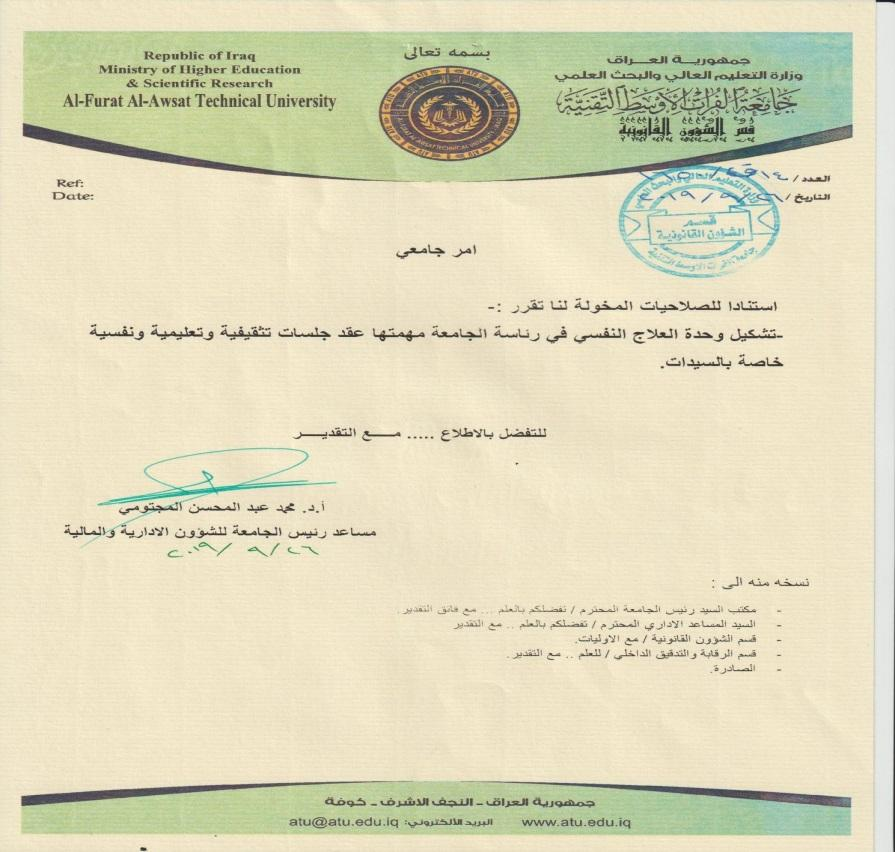 بسمه تعالى
Republic of Iraq
Ministry of Higher Education
& Scientific Research
Al-Furat Al-Awsat Technical University
جمهورية العراق
وزارة التعليم العالي والبحث العلمي
جامعة الفرات الأوسط التقنية
قسم الشؤون القانونية
Ref:
Date:
العدد /
التاريخ /
قسم
الشؤون القانونية
امر جامعي
استنادا للصلاحيات المخولة لنا تقرر :-
-تشكيل وحدة العلاج النفسي في رئاسة الجامعة مهمتها عقد جلسات تثقيفية وتعليمية ونفسية
خاصة بالسيدات.
للتفضل بالاطلاع ..... مـــع التقديـــر
أ.د. محمد عبد المحسن المجتومي
مساعد رئيس الجامعة للشؤون الادارية والمالية
٢٠١٩/ ٩ /٢٦
نسخه منه الى :
- مكتب السيد رئيس الجامعة المحترم / تفضلكم بالعلم ... مع فائق التقدير.
- السيد المساعد الاداري المحترم / تفضلكم بالعلم .. مع التقدير
- قسم الشؤون القانونية / مع الاوليات.
- قسم الرقابة والتدقيق الداخلي / للعلم .. مع التقدير.
- الصادرة.
جمهورية العراق - النجف الاشرف - كوفة
www.atu.edu.iq البريد الالكتروني: atu@atu.edu.iq